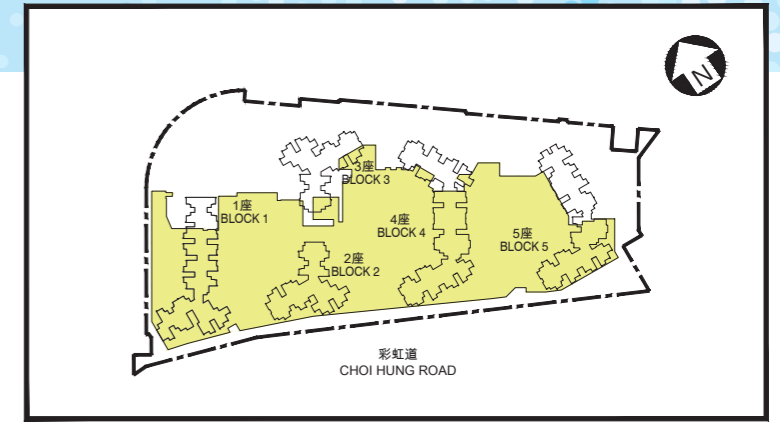 N
3座
BLOCK 3
1座
BLOCK 1
4座
BLOCK 4
5座
BLOCK 5
2座
BLOCK 2
彩虹道
CHOI HUNG ROAD